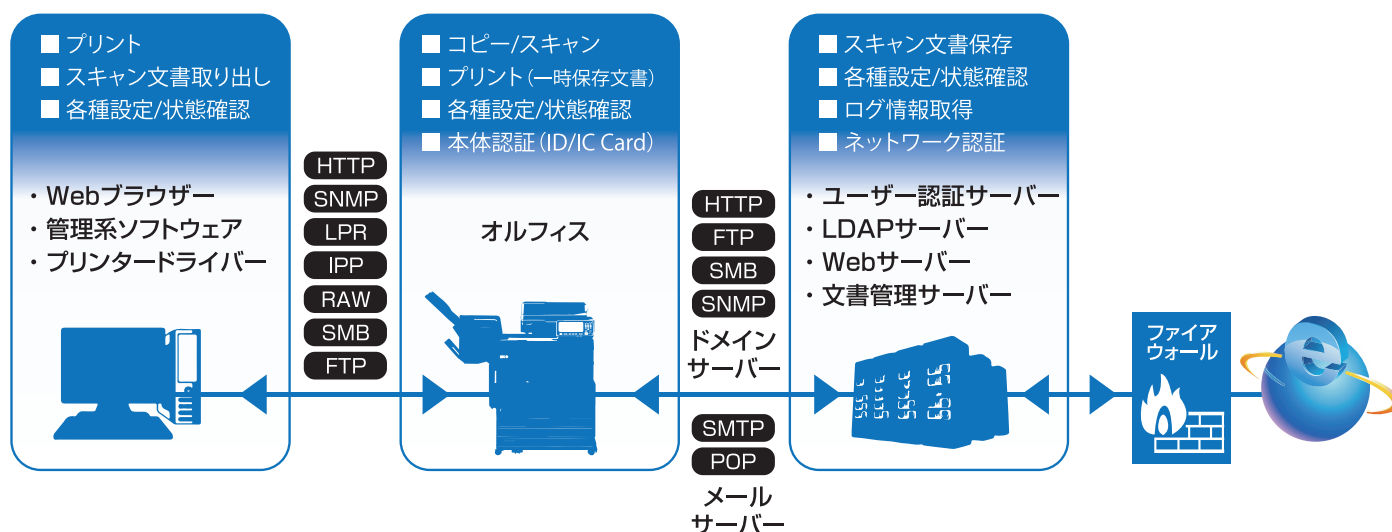 ■ プリント
■ スキャン文書取り出し
■ 各種設定/状態確認
・ Webブラウザー
・ 管理系ソフトウェア
・ プリンタードライバー
HTTP
SNMP
LPR
IPP
RAW
SMB
FTP
■ コピー/スキャン
■ プリント(一時保存文書)
■ 各種設定/状態確認
■ 本体認証(ID/IC Card)
オルフィス
HTTP
FTP
SMB
SNMP
ドメイン
サーバー
SMTP
POP
メール
サーバー
■ スキャン文書保存
■ 各種設定/状態確認
■ ログ情報取得
■ ネットワーク認証
・ ユーザー認証サーバー
・ LDAPサーバー
・ Webサーバー
・ 文書管理サーバー
ファイア
ウォール
e